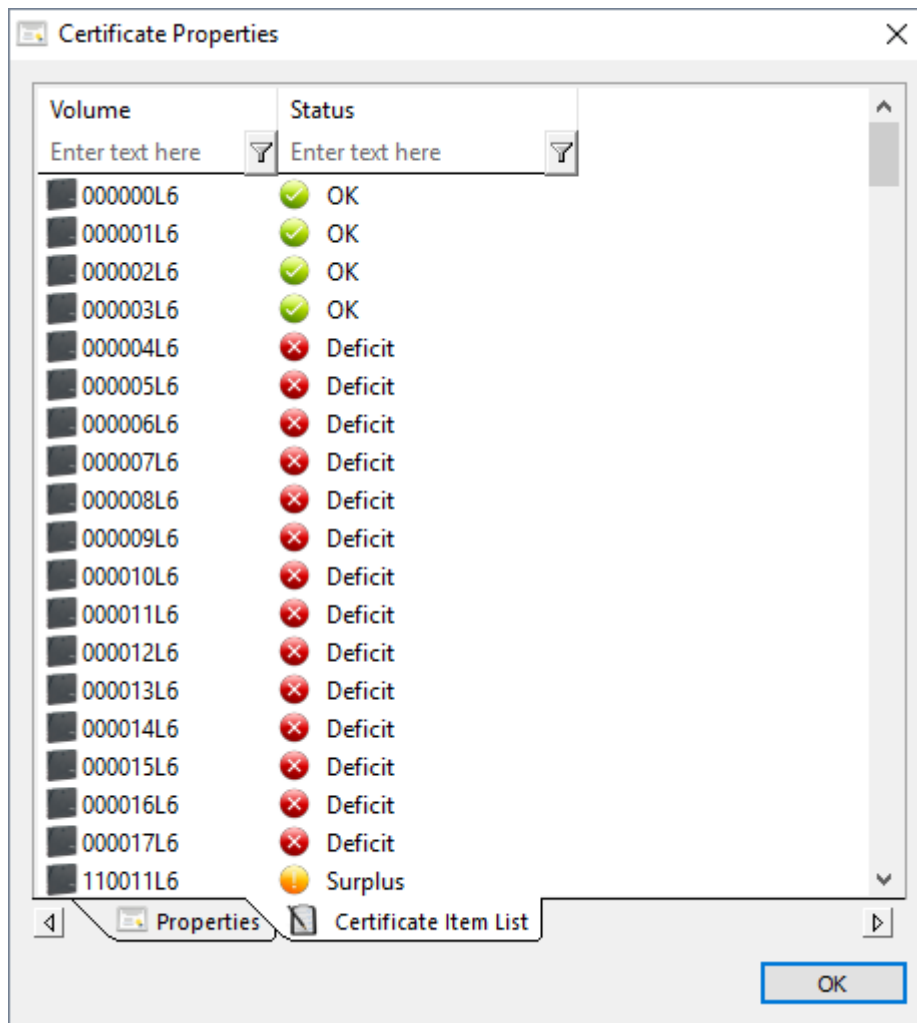 Certificate Properties
Volume Status
Enter text here Enter text here
000000L6 OK
000001L6 OK
000002L6 OK
000003L6 OK
000004L6 Deficit
000005L6 Deficit
000006L6 Deficit
000007L6 Deficit
000008L6 Deficit
000009L6 Deficit
000010L6 Deficit
000011L6 Deficit
000012L6 Deficit
000013L6 Deficit
000014L6 Deficit
000015L6 Deficit
000016L6 Deficit
000017L6 Deficit
110011L6 Surplus
Properties Certificate Item List
OK